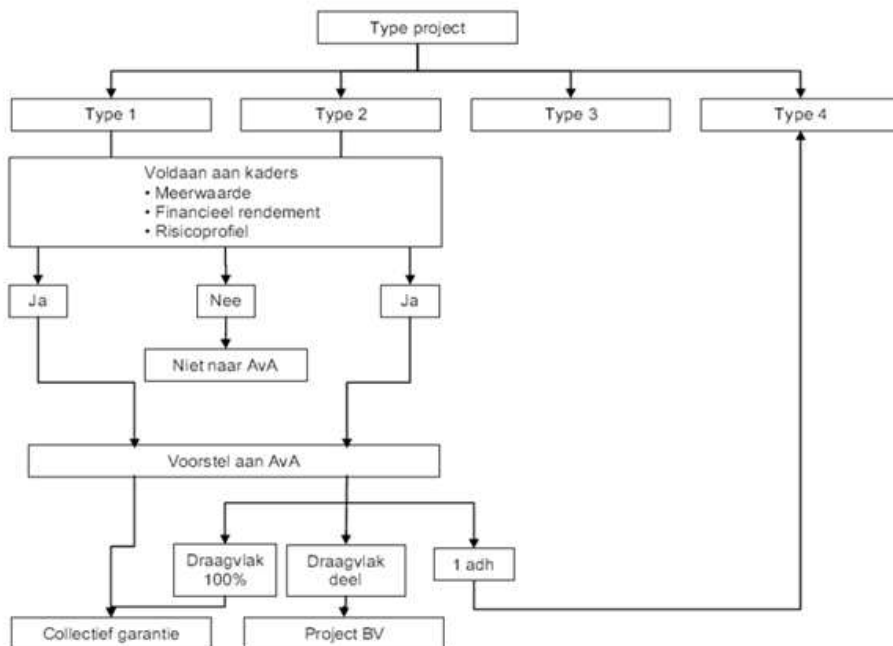 Type project
Type 1
Type 2
Type 3
Type 4
Voldaan aan kaders
• Meerwaarde
• Financieel rendement
• Risicoprofiel
Ja
Nee
Ja
Niet naar AvA
Voorstel aan AvA
Draagvlak
100%
Draagvlak
deel
1 adh
Collectief garantie
Project BV